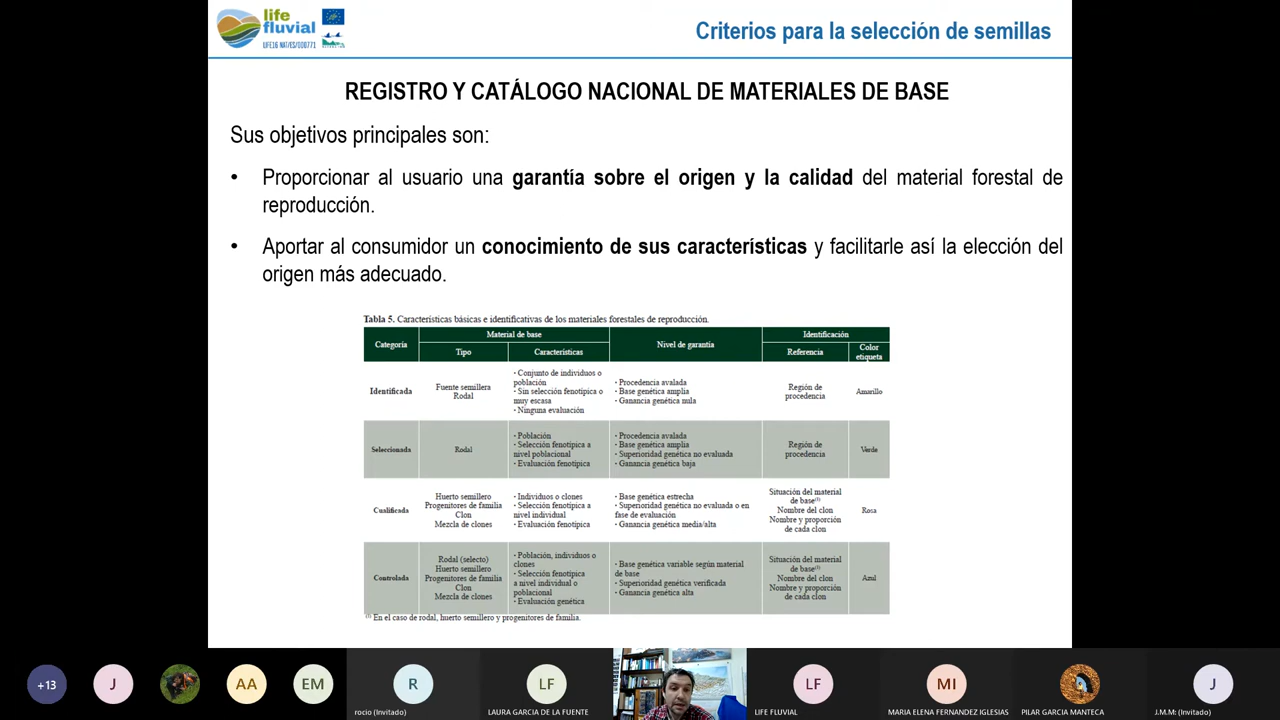 life
fluvial
LIFE16 NAT/ES/000771
Criterios para la selección de semillas
REGISTRO Y CATÁLOGO NACIONAL DE MATERIALES DE BASE
Sus objetivos principales son:
• Proporcionar al usuario una garantía sobre el origen y la calidad del material forestal de
reproducción.
• Aportar al consumidor un conocimiento de sus características y facilitarle así la elección del
origen más adecuado.
Tabla 5. Características básicas e identificativas de los materiales forestales de reproducción.
Categoría
Material de base
Nivel de garantía
Identificación
Tipo
Características
Referencia
Color
etiqueta
Identificada
Fuente semillera
Rodal
· Conjunto de individuos o
población
· Sin selección fenotípica o
muy escasa
· Ninguna evaluación
· Procedencia avalada
· Base genética amplia
· Ganancia genética nula
Región de
procedencia
Amarillo
Seleccionada
Rodal
· Población
· Selección fenotípica a
nivel poblacional
· Evaluación fenotípica
· Procedencia avalada
· Base genética amplia
· Superioridad genética no evaluada
· Ganancia genética baja
Región de
procedencia
Verde
Cualificada
Huerto semillero
Progenitores de familia
Clon
Mezcla de clones
· Individuos o clones
· Selección fenotípica a
nivel individual
· Evaluación fenotípica
· Base genética estrecha
· Superioridad genética no evaluada o en
fase de evaluación
· Ganancia genética media/alta
Situación del material
de base(1)
Nombre del clon
Nombre y proporción
de cada clon
Rosa
Controlada
Rodal (selecto)
Huerto semillero
Progenitores de familia
Clon
Mezcla de clones
· Población, individuos o
clones
· Selección fenotípica
a nivel individual o
poblacional
· Evaluación genética
· Base genética variable según material
de base
· Superioridad genética verificada
· Ganancia genética alta
Situación del material
de base(1)
Nombre del clon
Nombre y proporción
de cada clon
Azul
(1) En el caso de rodal, huerto semillero y progenitores de familia.
+13
J
AA
EM
R
LF
LF
MI
J
rocio (Invitado)
LAURA GARCIA DE LA FUENTE
LIFE FLUVIAL
MARIA ELENA FERNANDEZ IGLESIAS
PILAR GARCIA MANTECA
J.M.M: (Invitado)